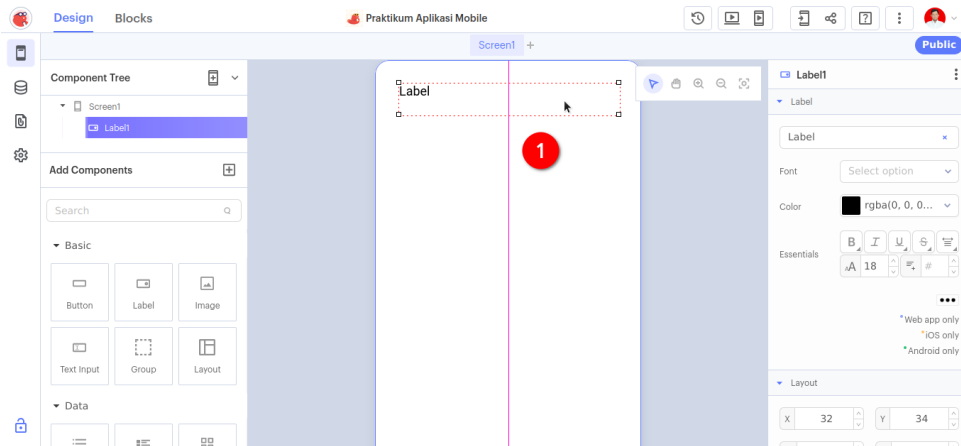 Design Blocks Praktikum Aplikasi Mobile
Screen1 + Public
Component Tree
Screen1
Label1
Add Components
Search
Basic
Button Label Image
Text Input Group Layout
Data
Label
1
Label1
Label
Label ×
Font Select option
Color rgba(0, 0, 0...
Essentials B I U S
AA 18 #
•••
*Web app only
*iOS only
*Android only
Layout
X 32 Y 34